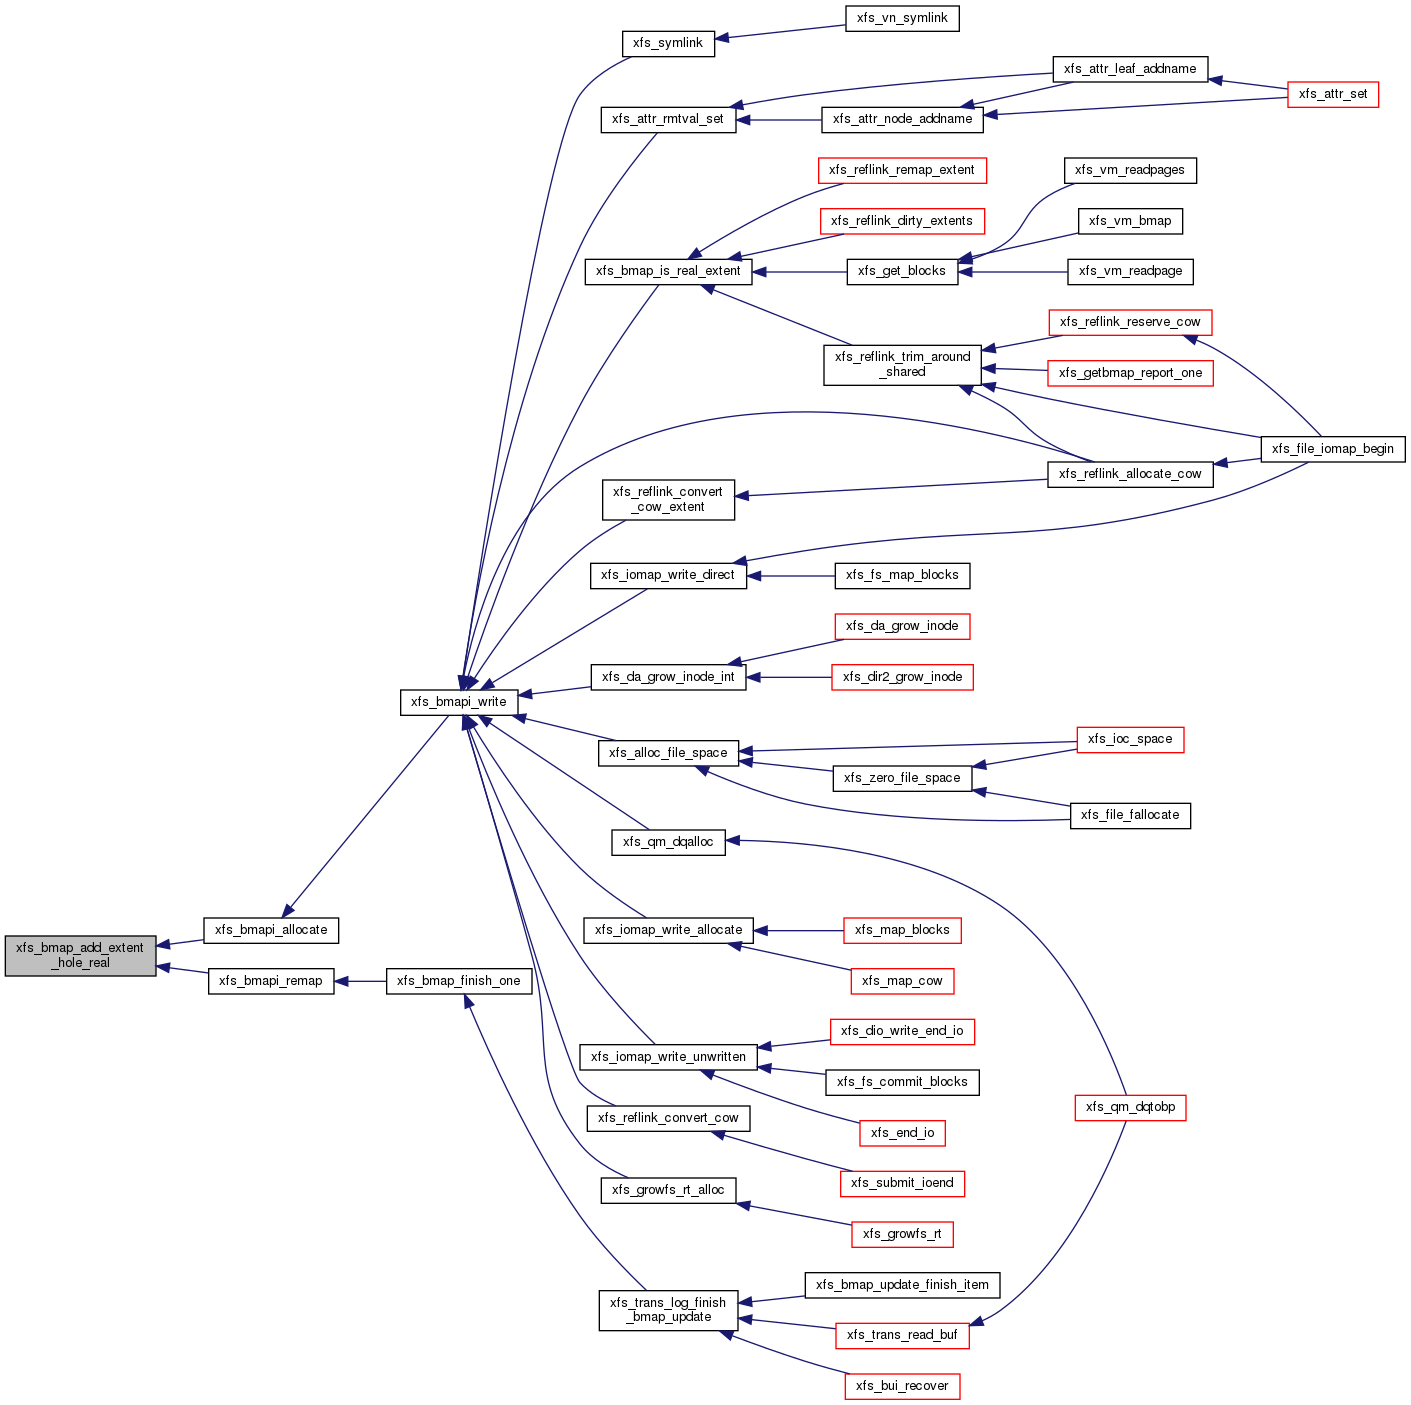 xfs_vn_symlink
xfs_symlink
xfs_attr_leaf_addname
xfs_attr_set
xfs_attr_rmtval_set
xfs_attr_node_addname
xfs_reflink_remap_extent
xfs_vm_readpages
xfs_reflink_dirty_extents
xfs_vm_bmap
xfs_bmap_is_real_extent
xfs_get_blocks
xfs_vm_readpage
xfs_reflink_reserve_cow
xfs_reflink_trim_around
_shared
xfs_getbmap_report_one
xfs_file_iomap_begin
xfs_reflink_allocate_cow
xfs_reflink_convert
_cow_extent
xfs_iomap_write_direct
xfs_fs_map_blocks
xfs_da_grow_inode
xfs_da_grow_inode_int
xfs_dir2_grow_inode
xfs_bmapi_write
xfs_ioc_space
xfs_alloc_file_space
xfs_zero_file_space
xfs_file_fallocate
xfs_qm_dqalloc
xfs_bmapi_allocate
xfs_iomap_write_allocate
xfs_map_blocks
xfs_bmap_add_extent
_hole_real
xfs_bmapi_remap
xfs_bmap_finish_one
xfs_map_cow
xfs_dio_write_end_io
xfs_iomap_write_unwritten
xfs_fs_commit_blocks
xfs_qm_dqtobp
xfs_reflink_convert_cow
xfs_end_io
xfs_submit_ioend
xfs_growfs_rt_alloc
xfs_growfs_rt
xfs_bmap_update_finish_item
xfs_trans_log_finish
_bmap_update
xfs_trans_read_buf
xfs_bui_recover